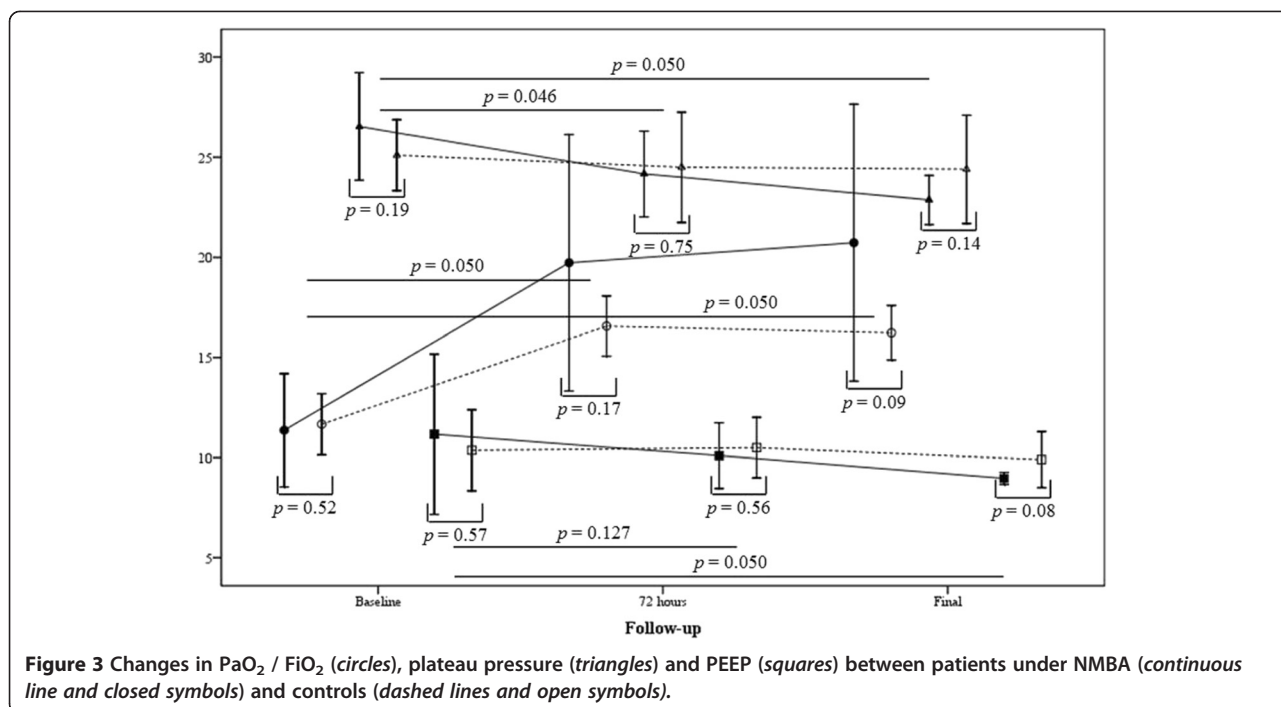 30
25
20
15
10
5
p = 0.050
p = 0.046
p = 0.19
p = 0.75
p = 0.14
p = 0.050
p = 0.050
p = 0.17
p = 0.09
p = 0.52
p = 0.57
p = 0.56
p = 0.08
p = 0.127
p = 0.050
Baseline 72 hours Final
Follow-up
Figure 3 Changes in PaO₂ / FiO₂ (circles), plateau pressure (triangles) and PEEP (squares) between patients under NMBA (continuous
line and closed symbols) and controls (dashed lines and open symbols).